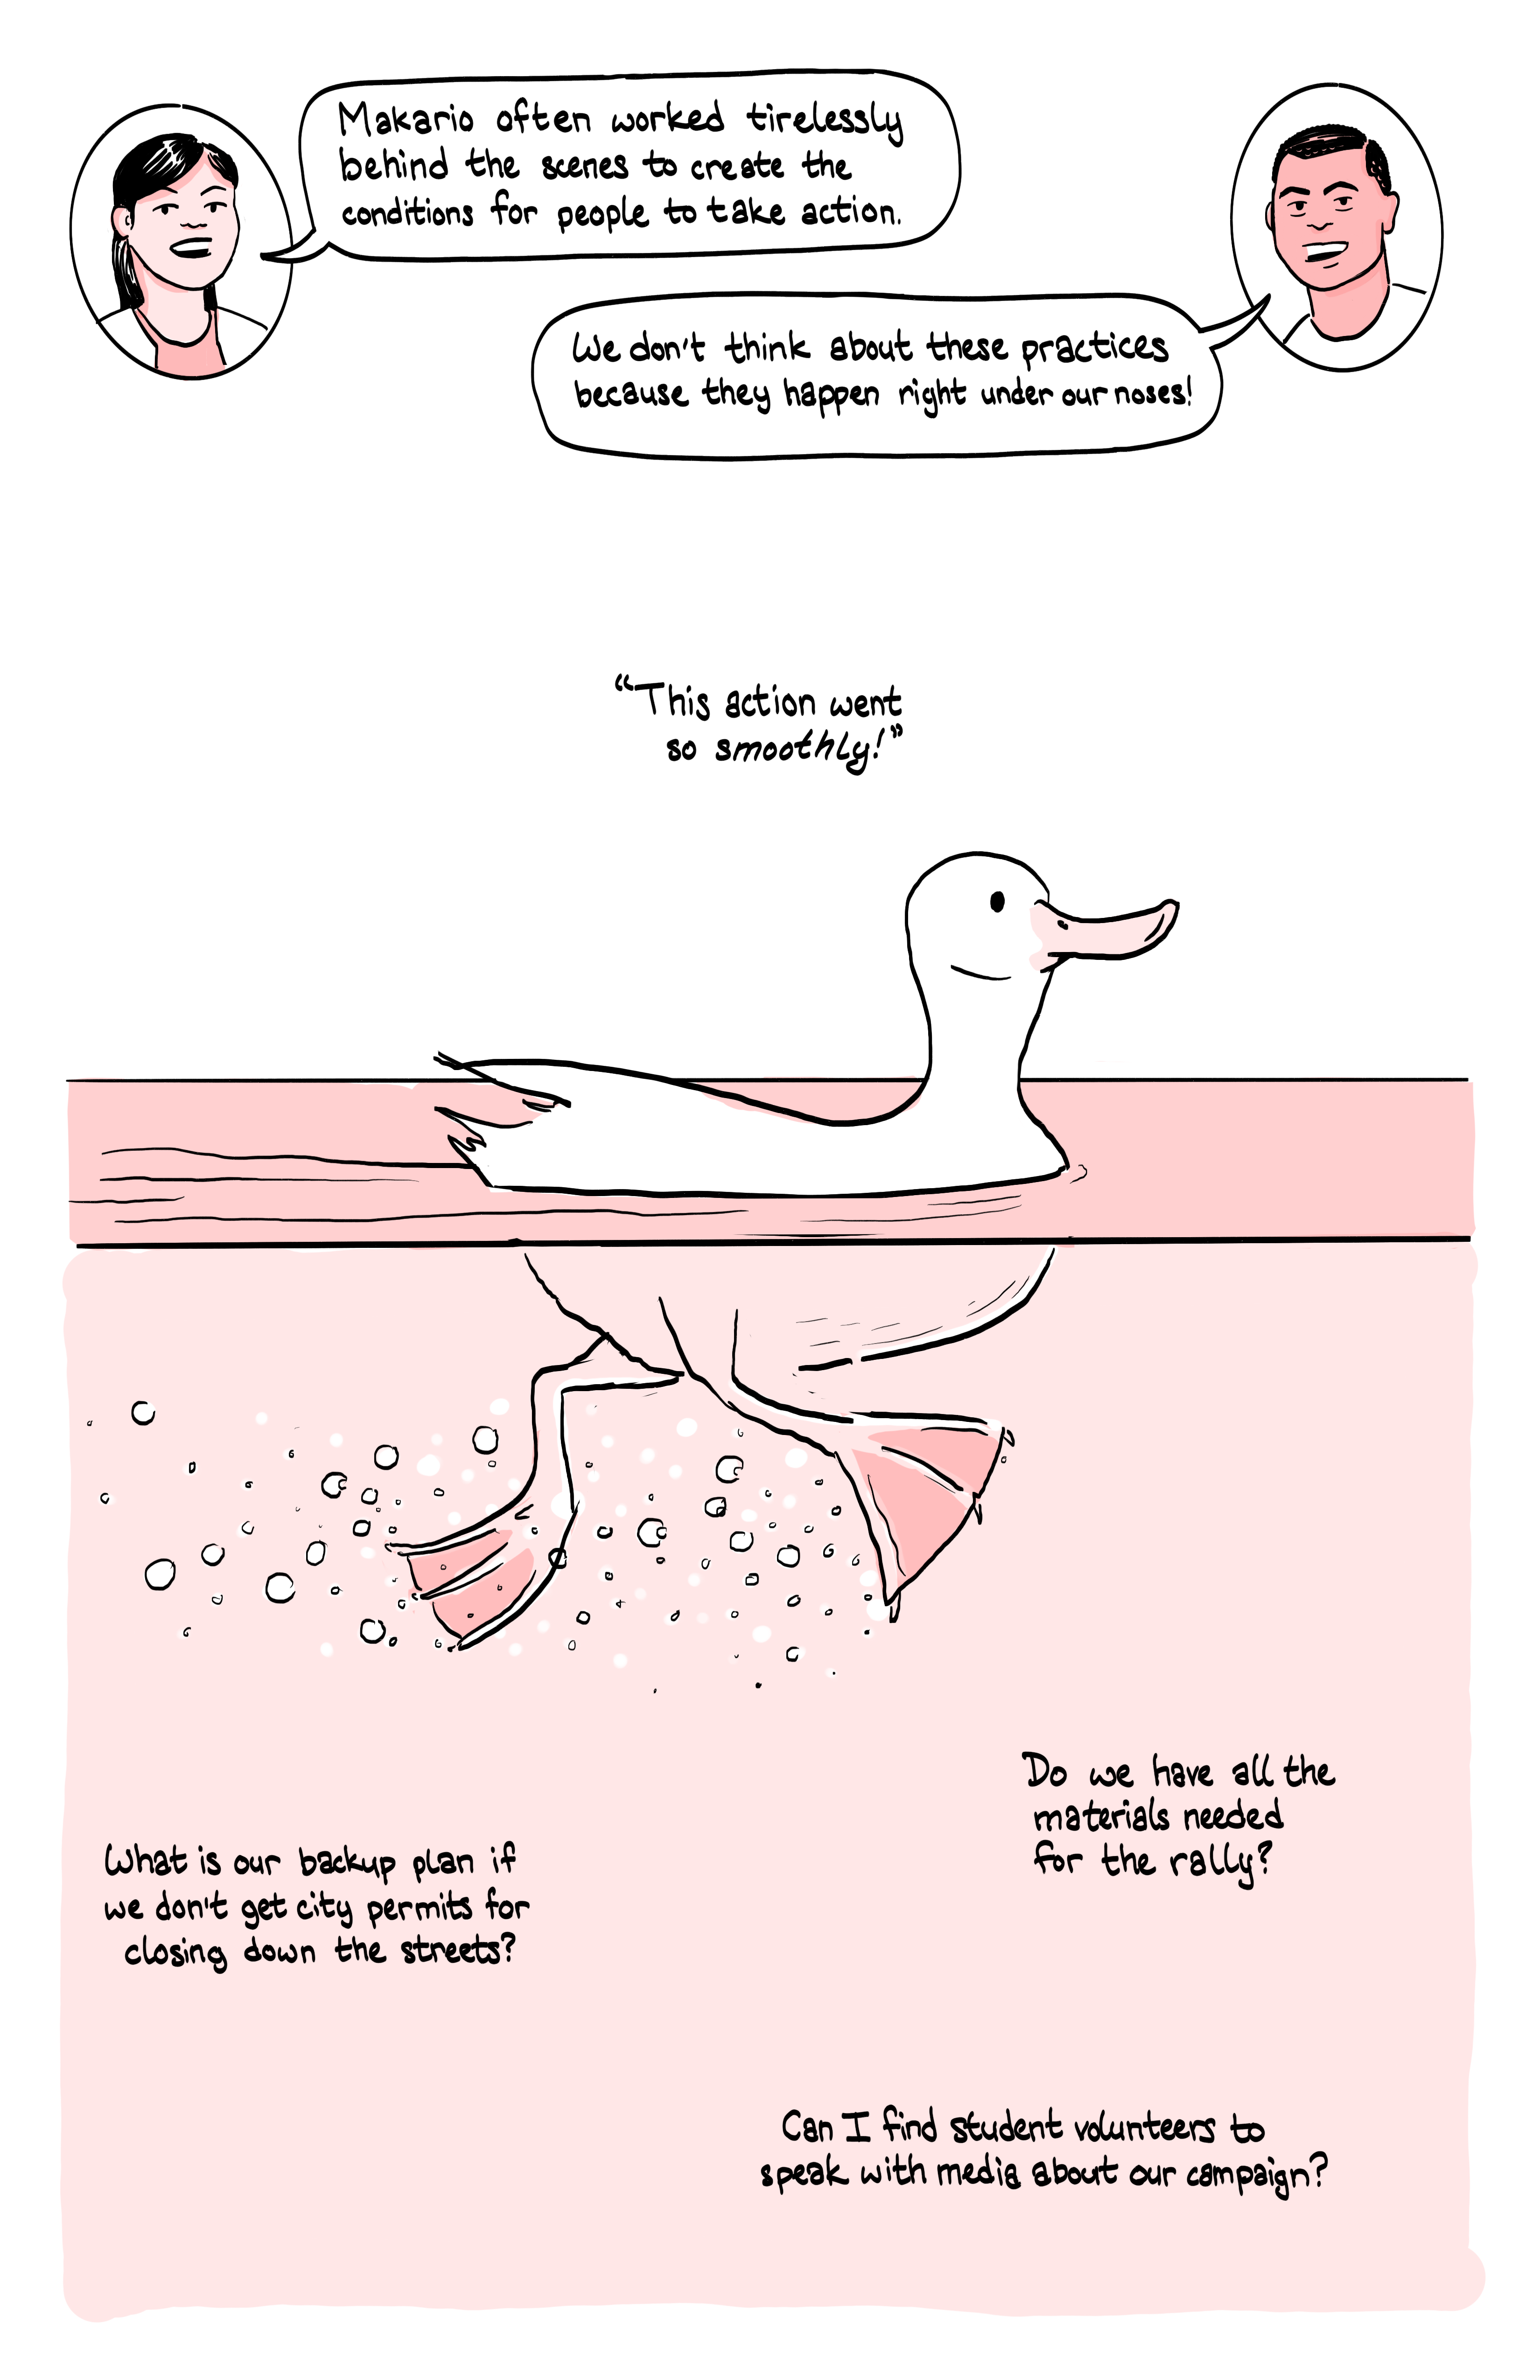 Makario often worked tirelessly
behind the scenes to create the
conditions for people to take action.
We don't think about these practices
because they happen right under our noses!
“This action went
so smoothly!”
Do we have all the
materials needed
for the rally?
What is our backup plan if
we don't get city permits for
closing down the streets?
Can I find student volunteers to
speak with media about our campaign?